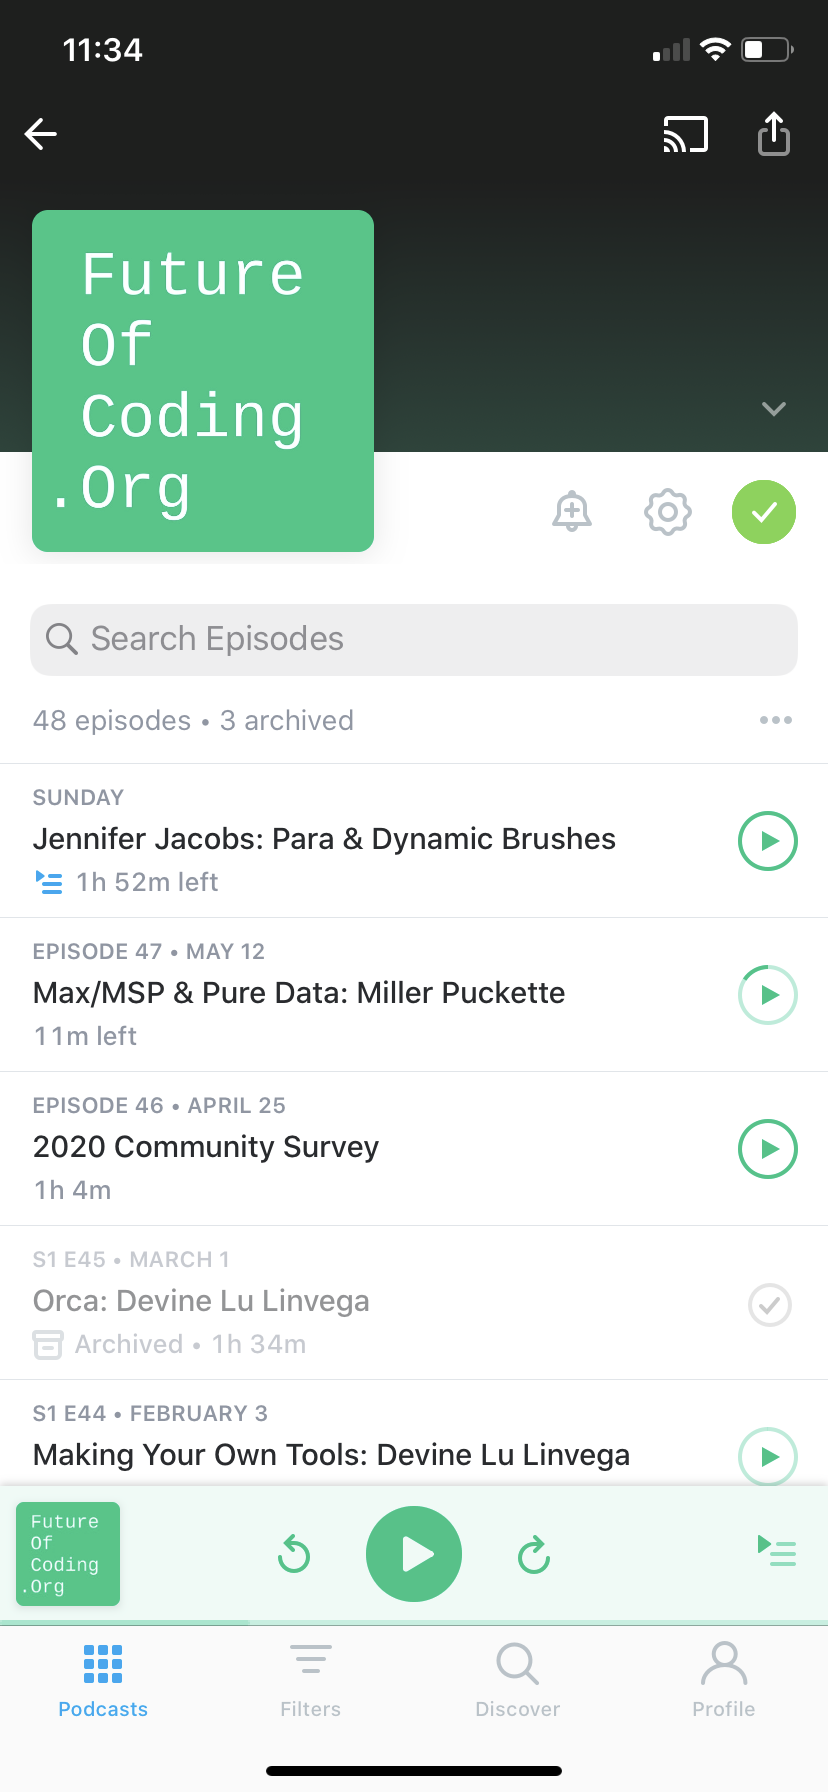 11:34
Future
Of
Coding
.Org
Search Episodes
48 episodes • 3 archived
SUNDAY
Jennifer Jacobs: Para & Dynamic Brushes
1h 52m left
EPISODE 47 • MAY 12
Max/MSP & Pure Data: Miller Puckette
11m left
EPISODE 46 • APRIL 25
2020 Community Survey
1h 4m
S1 E45 • MARCH 1
Orca: Devine Lu Linvega
Archived • 1h 34m
S1 E44 • FEBRUARY 3
Making Your Own Tools: Devine Lu Linvega
Future
Of
Coding
.Org
Podcasts
Filters
Discover
Profile